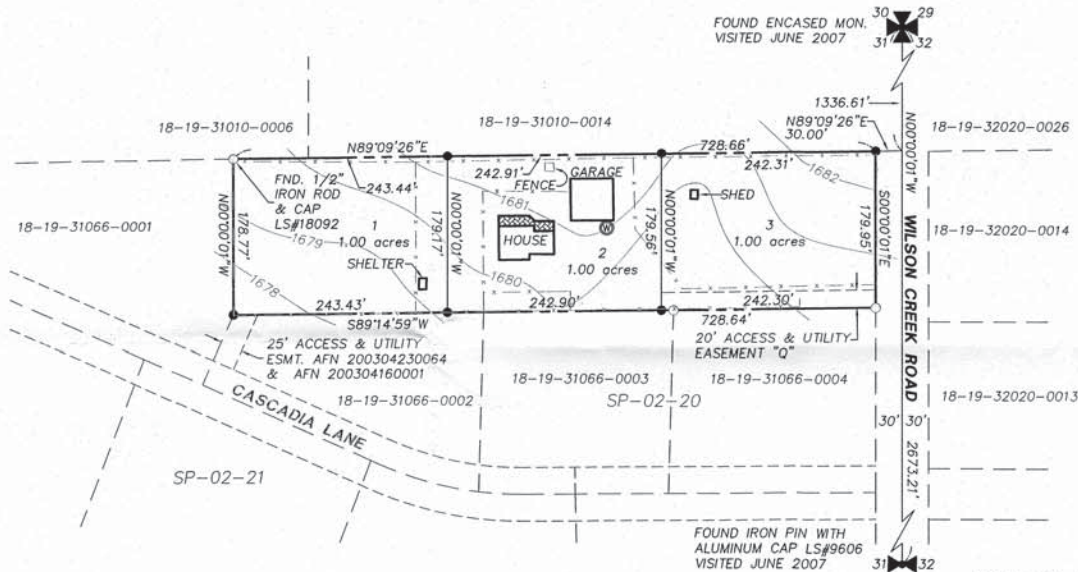 30 29
FOUND ENCASED MON.
VISITED JUNE 2007
31 32
1336.61'
N89°09'26"E
30.00'
18-19-31010-0006
18-19-31010-0014
18-19-32020-0026
N89°09'26"E
728.66'
242.91'
GARAGE
242.31'
1682
FENCE
243.44'
FND. 1/2"
IRON ROD
& CAP
LS#18092
1681
SHED
N00°00'01"W
18-19-31066-0001
N00°00'01"W
178.77'
1
1.00 acres
1679
N00°00'01"W
179.17'
HOUSE
W
2
1.00 acres
N00°00'01"W
179.56'
3
1.00 acres
S00°00'01"E
179.95'
WILSON CREEK ROAD
18-19-32020-0014
SHELTER
1678
1680
243.43'
242.90'
242.30'
S89°14'59"W
728.64'
25' ACCESS & UTILITY
ESMT. AFN 200304230064
& AFN 200304160001
20' ACCESS & UTILITY
EASEMENT "Q"
18-19-31066-0003
18-19-31066-0004
18-19-31066-0002
SP-02-20
18-19-32020-0013
CASCADIA LANE
30' 30'
2673.21'
SP-02-21
FOUND IRON PIN WITH
ALUMINUM CAP LS#9606
VISITED JUNE 2007
31 32